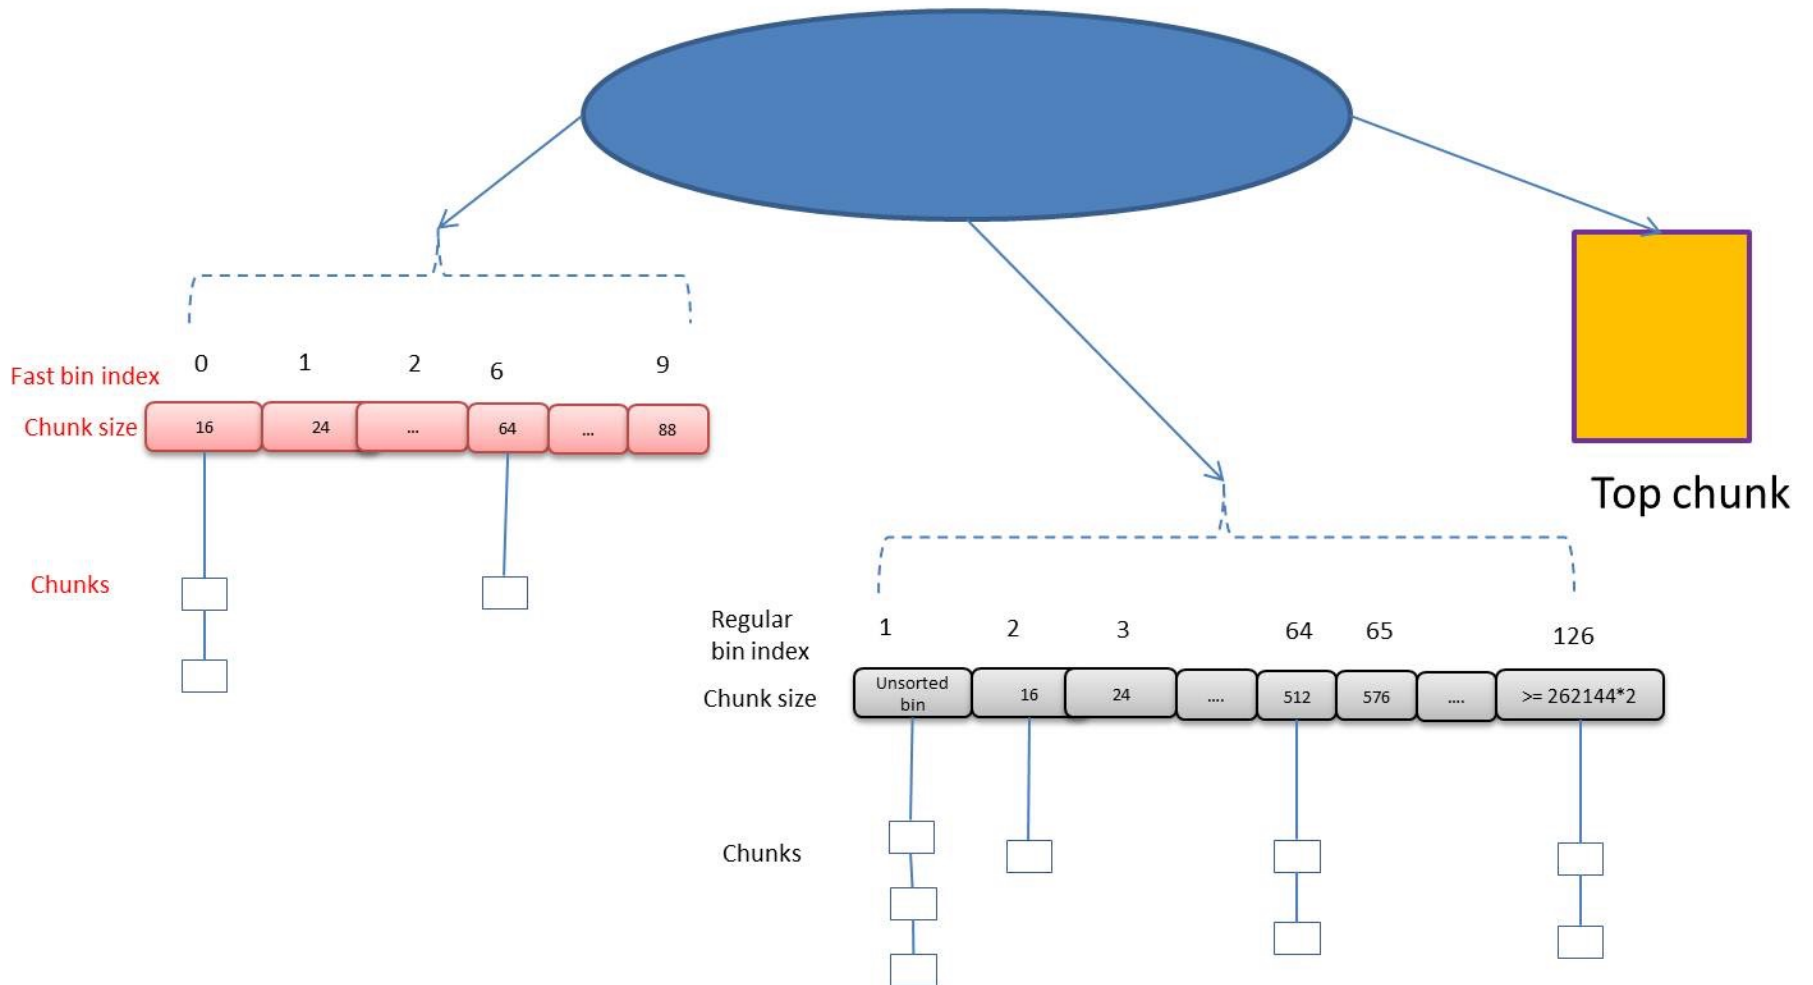 Fast bin index 0 1 2 6 9
Chunk size 16 24 ... 64 ... 88
Chunks
Top chunk
Regular
bin index 1 2 3 64 65 126
Chunk size Unsorted
bin 16 24 .... 512 576 .... >= 262144*2
Chunks